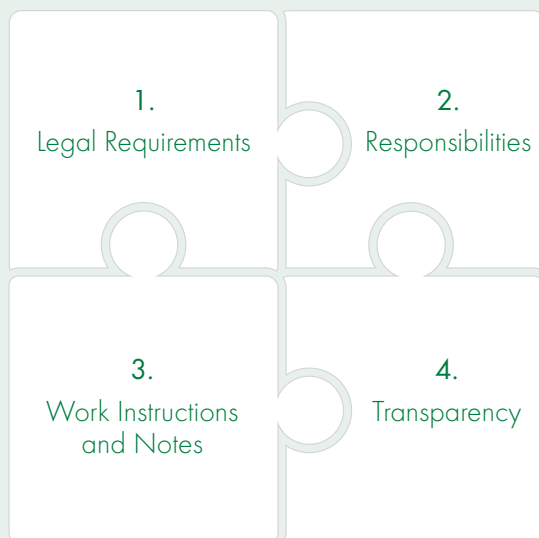 1.
Legal Requirements
2.
Responsibilities
3.
Work Instructions
and Notes
4.
Transparency